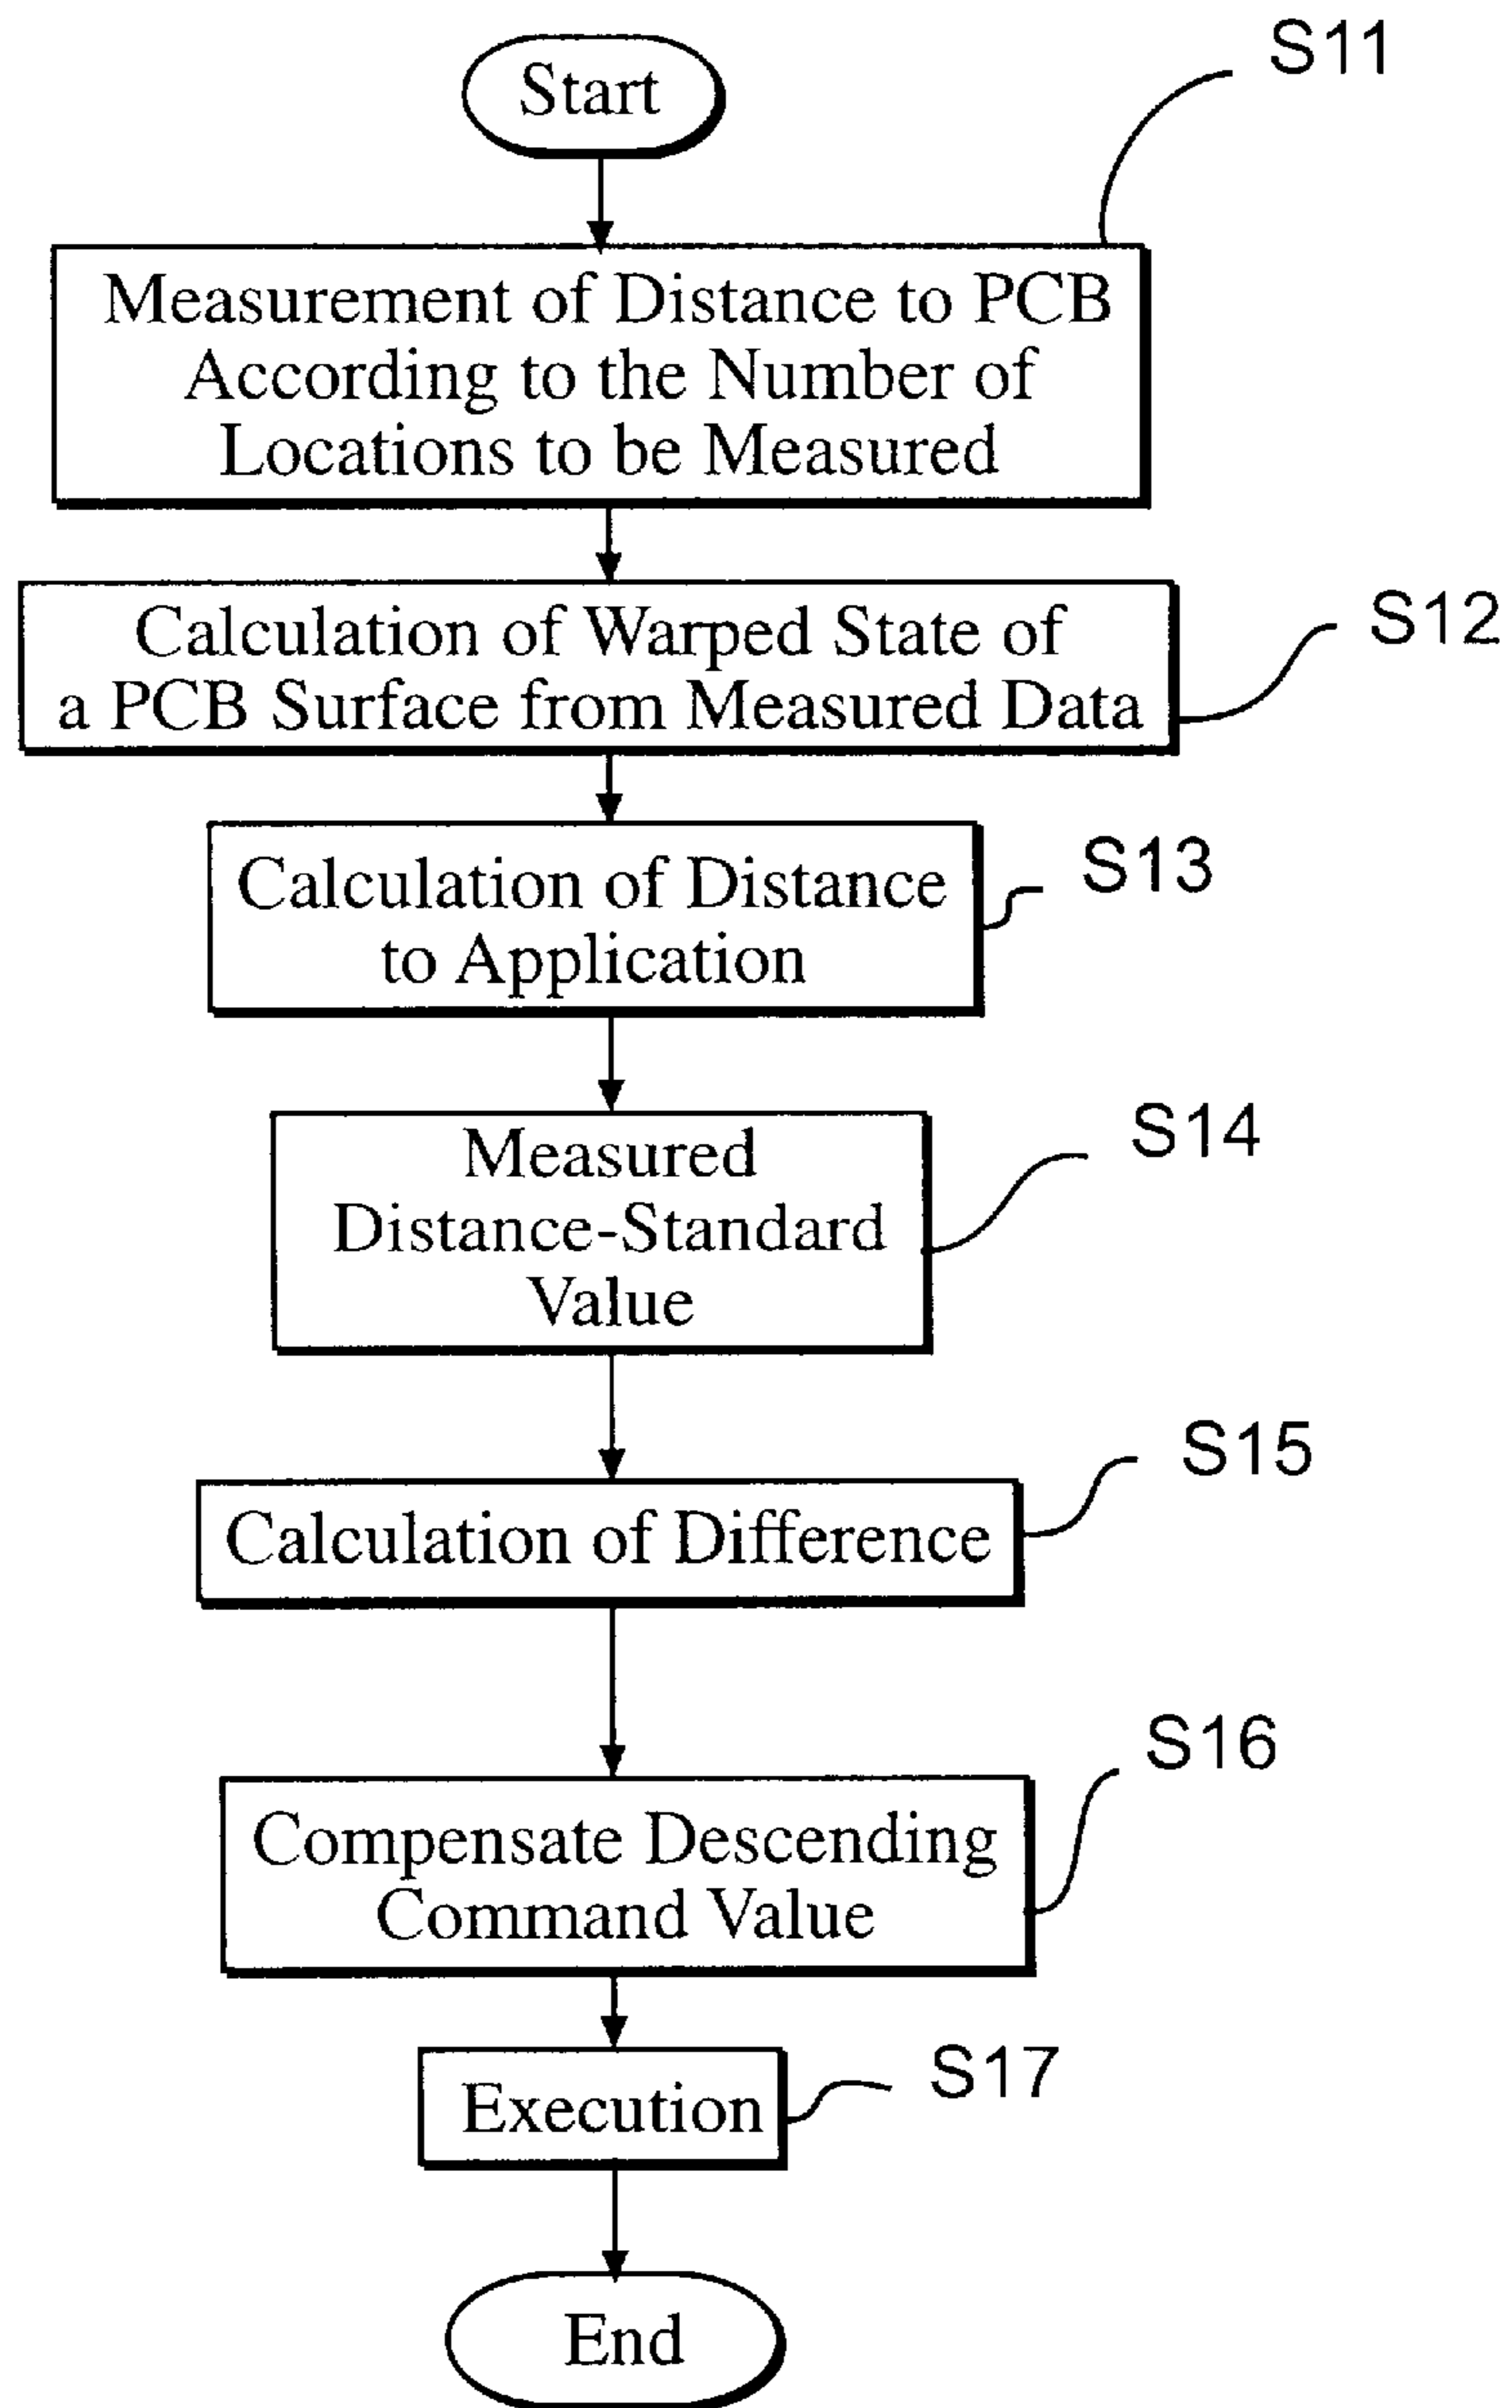 Start
S11
Measurement of Distance to PCB
According to the Number of
Locations to be Measured
S12
Calculation of Warped State of
a PCB Surface from Measured Data
S13
Calculation of Distance
to Application
S14
Measured
Distance-Standard
Value
S15
Calculation of Difference
S16
Compensate Descending
Command Value
S17
Execution
End